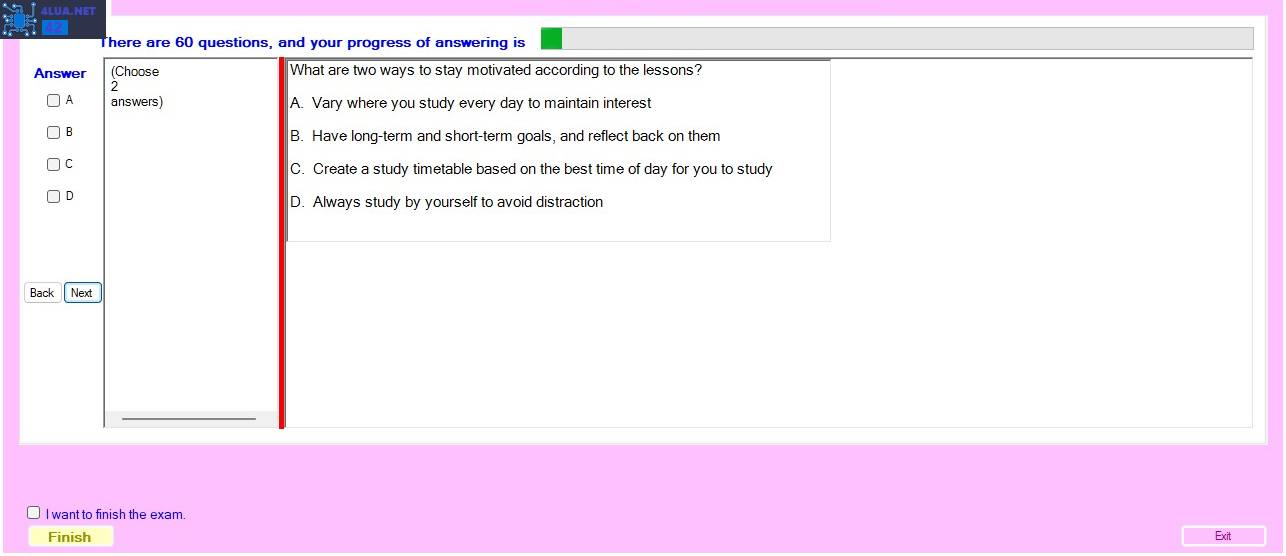 4LUA.NET
42
There are 60 questions, and your progress of answering is
Answer
A
B
C
D
(Choose
2
answers)
What are two ways to stay motivated according to the lessons?
A. Vary where you study every day to maintain interest
B. Have long-term and short-term goals, and reflect back on them
C. Create a study timetable based on the best time of day for you to study
D. Always study by yourself to avoid distraction
Back Next
I want to finish the exam.
Finish
Exit